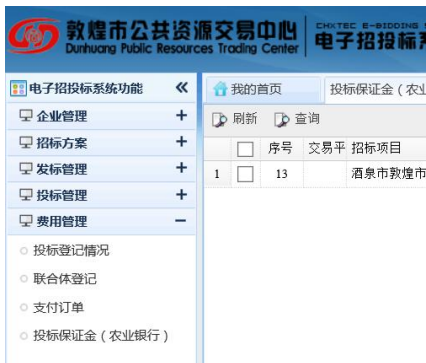 敦煌市公共资源交易中心
Dunhuang Public Resources Trading Center
CHXTEC E-BIDDING
电子招投标系
电子招投标系统功能
企业管理
招标方案
发标管理
投标管理
费用管理
投标登记情况
联合体登记
支付订单
投标保证金（农业银行）
我的首页 投标保证金（农业
刷新 查询
序号 交易平 招标项目
1 13 酒泉市敦煌市